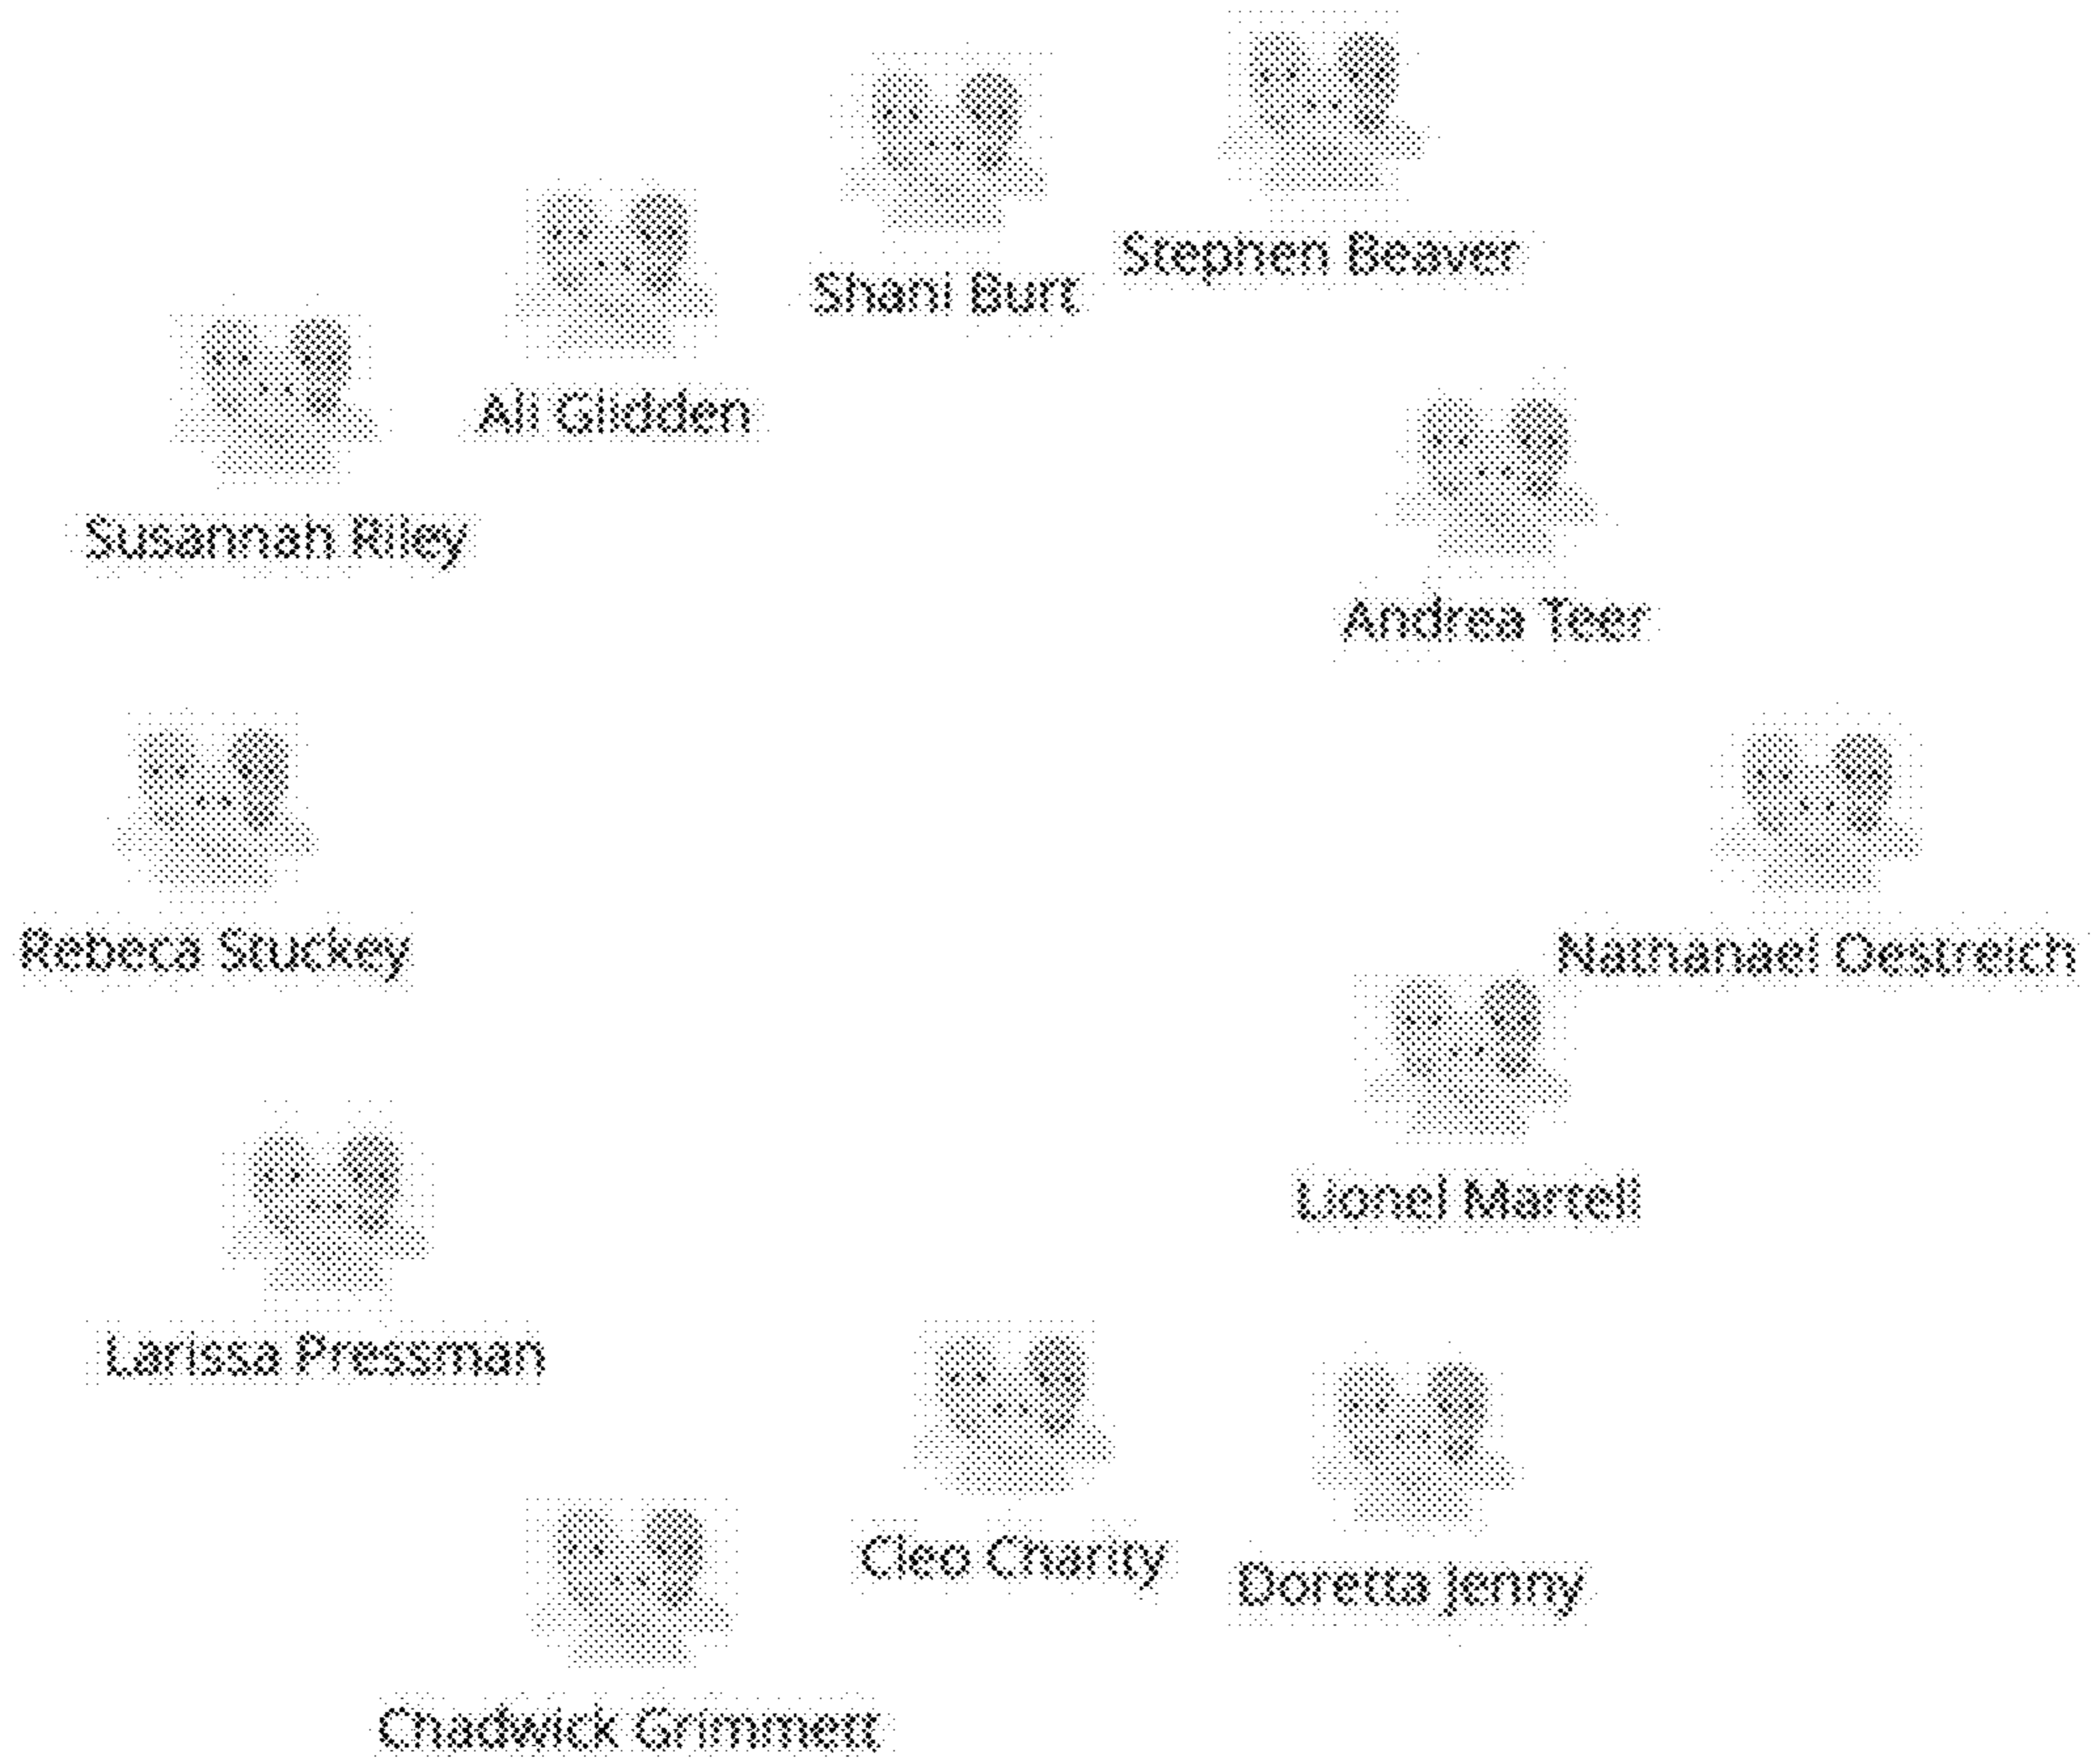 Stephen Beaver
Shani Burt
Ali Glidden
Susannah Riley
Andrea Teer
Rebeca Stuckey
Nathanael Oestreich
Lionel Martell
Larissa Pressman
Cleo Charity
Doretta Jenny
Chadwick Grimmett